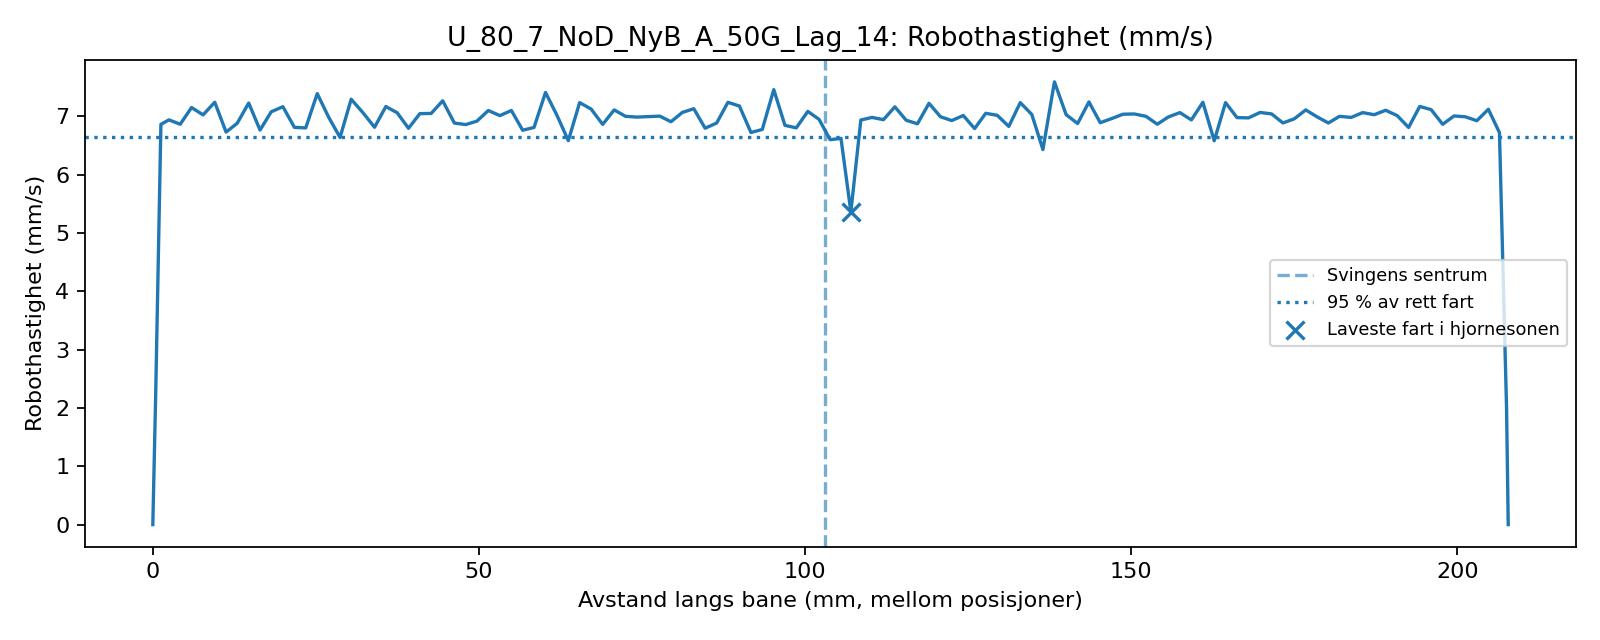 U_80_7_NoD_NyB_A_50G_Lag_14: Robothastighet (mm/s)
Robothastighet (mm/s)
7
6
5
4
3
2
1
0
Svingens sentrum
95 % av rett fart
Laveste fart i hjornesonen
0 50 100 150 200
Avstand langs bane (mm, mellom posisjoner)